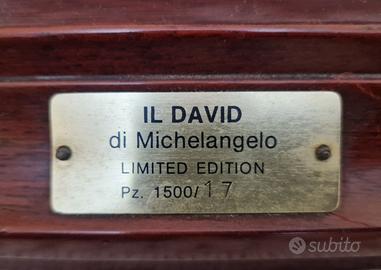 IL DAVID
di Michelangelo
LIMITED EDITION
Pz. 1500/17
subito